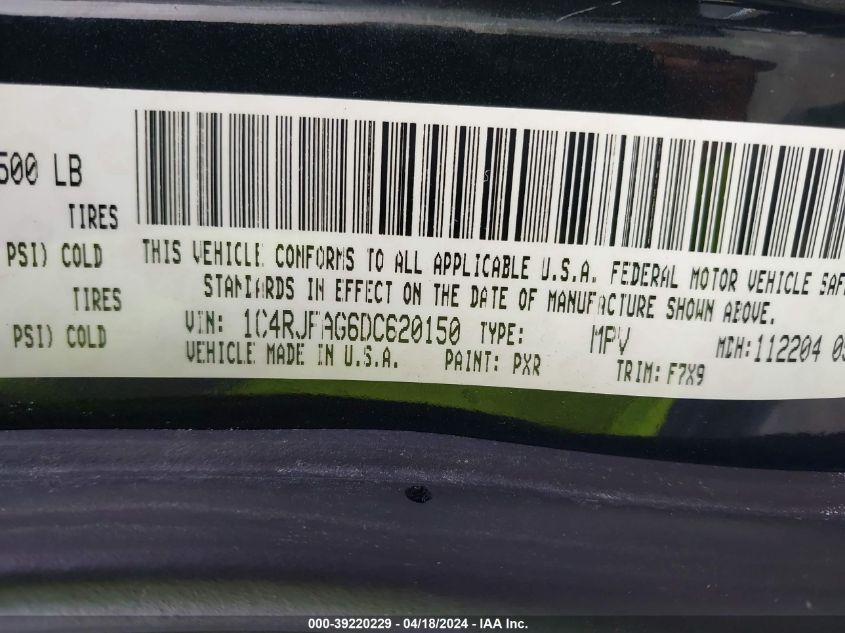 500 LB
TIRES
PSI) COLD
TIRES
PSI) COLD
THIS VEHICLE CONFORMS TO ALL APPLICABLE U.S.A. FEDERAL MOTOR VEHICLE SAF
STANDARDS IN EFFECT ON THE DATE OF MANUFACTURE SHOWN ABOVE.
VIN: 1C4RJFAG6DC620150 TYPE: MPV MDH: 112204 05
VEHICLE MADE IN U.S.A. PAINT: PXR TRIM: F7X9
000-39220229 - 04/18/2024 - IAA Inc.